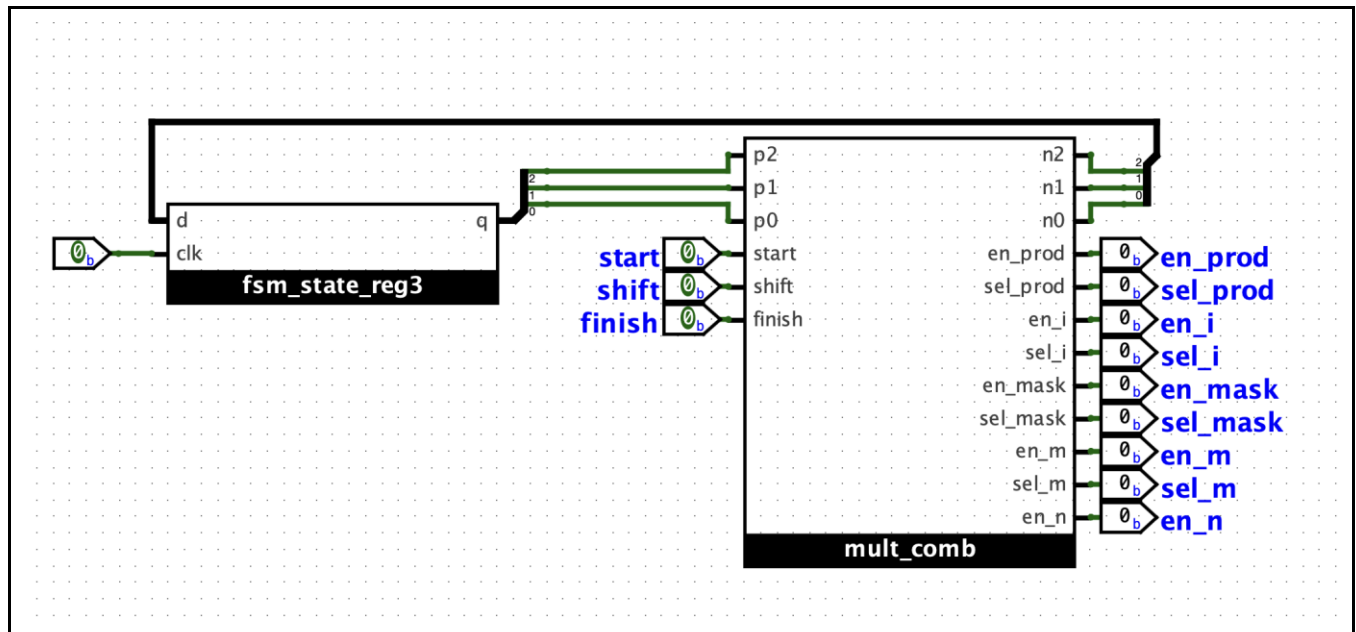 2
p2 n2
2 1
p1 n1
1 0
p0 n0
0
d q
clk
0b
fsm_state_reg3
start 0b start en_prod 0b en_prod
shift 0b shift sel_prod 0b sel_prod
finish 0b finish en_i 0b en_i
sel_i 0b sel_i
en_mask 0b en_mask
sel_mask 0b sel_mask
en_m 0b en_m
sel_m 0b sel_m
en_n 0b en_n
mult_comb